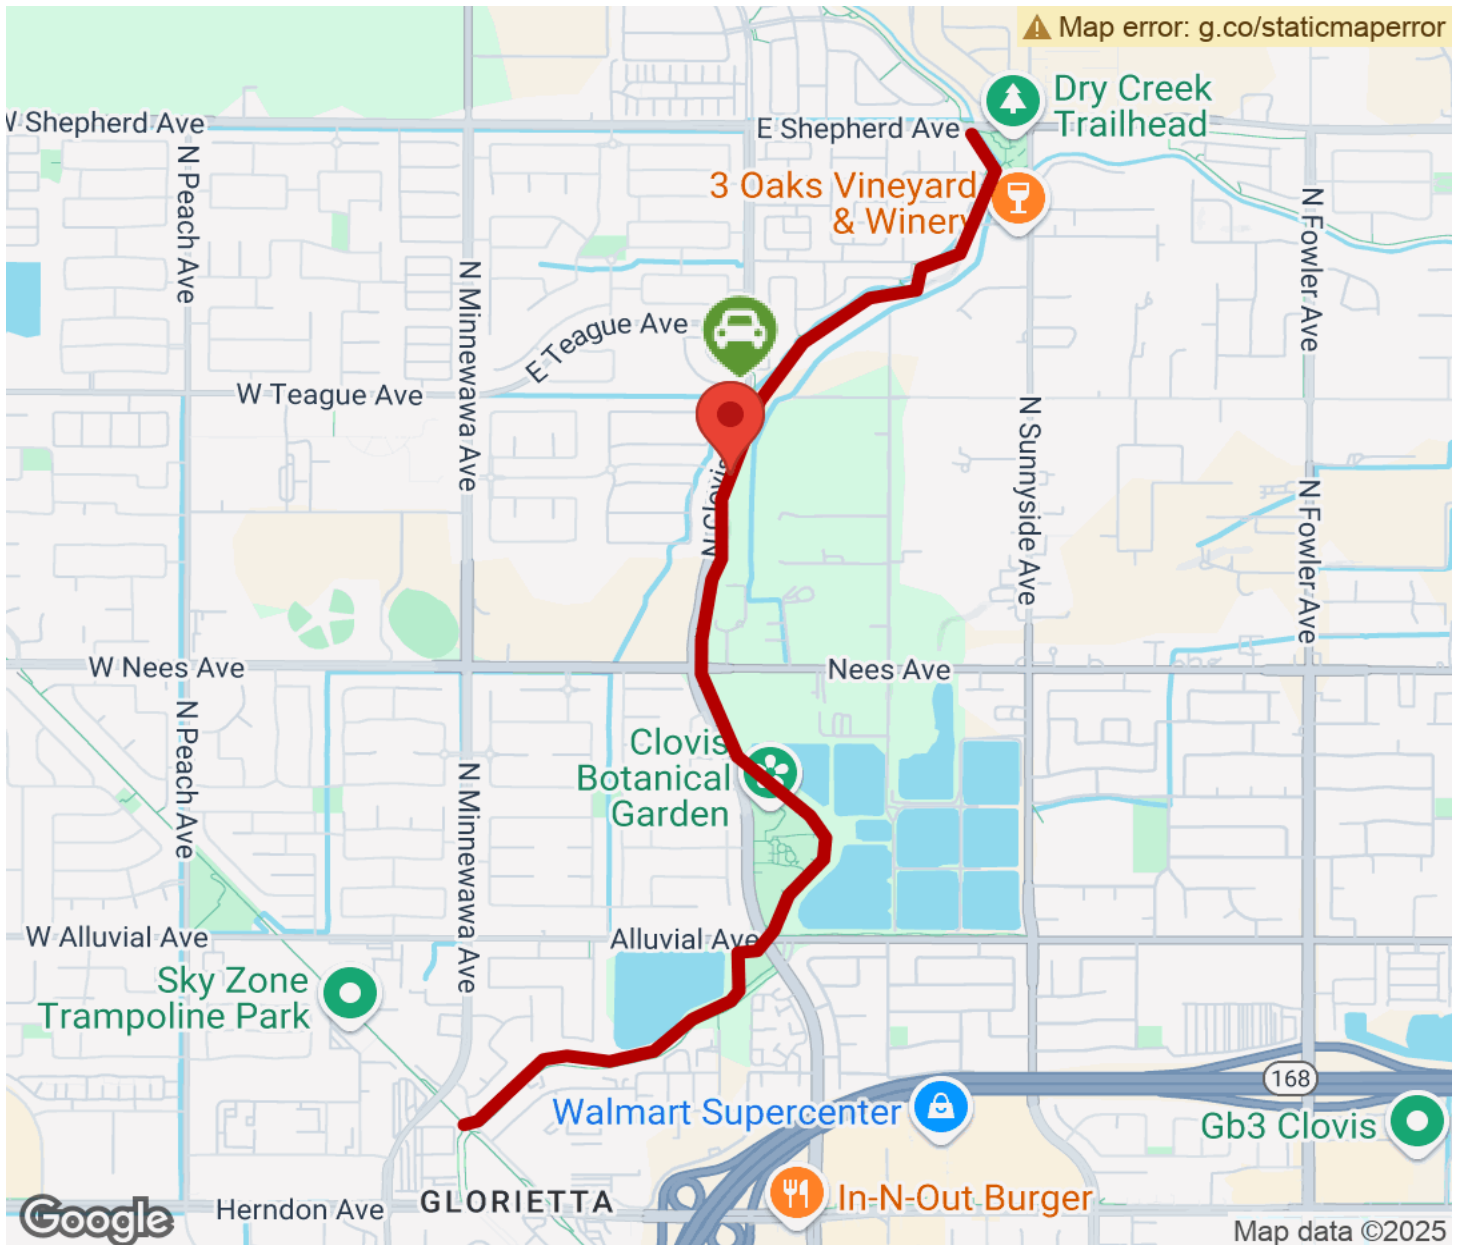 Map error: g.co/staticmaperror
Dry Creek
Trailhead
W Shepherd Ave
E Shepherd Ave
3 Oaks Vineyard
& Winery
N Peach Ave
N Minnewawa Ave
N Fowler Ave
E Teague Ave
W Teague Ave
N Clovis
N Sunnyside Ave
N Fowler Ave
W Nees Ave
Nees Ave
N Peach Ave
Clovis
Botanical
Garden
N Minnewawa Ave
W Alluvial Ave
Alluvial Ave
Sky Zone
Trampoline Park
168
Walmart Supercenter
Gb3 Clovis
GLORIETTA
In-N-Out Burger
Herndon Ave
Google
Map data ©2025